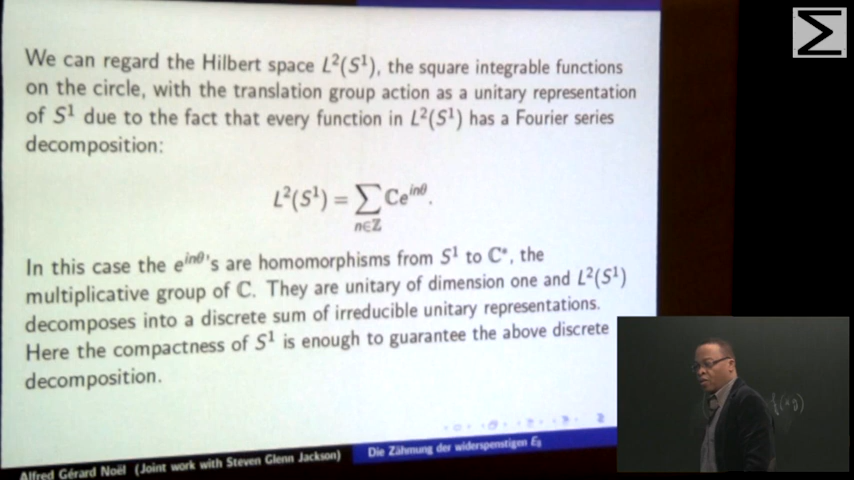 We can regard the Hilbert space L²(S¹), the square integrable functions
on the circle, with the translation group action as a unitary representation
of S¹ due to the fact that every function in L²(S¹) has a Fourier series
decomposition:
L²(S¹) = ∑ ℂe^{inθ}.
n∈ℤ
In this case the e^{inθ}'s are homomorphisms from S¹ to ℂ*, the
multiplicative group of ℂ. They are unitary of dimension one and L²(S¹)
decomposes into a discrete sum of irreducible unitary representations.
Here the compactness of S¹ is enough to guarantee the above discrete
decomposition.
Alfred Gérard Noël (Joint work with Steven Glenn Jackson)
Die Zähmung der widerspenstigen E₈
Σ